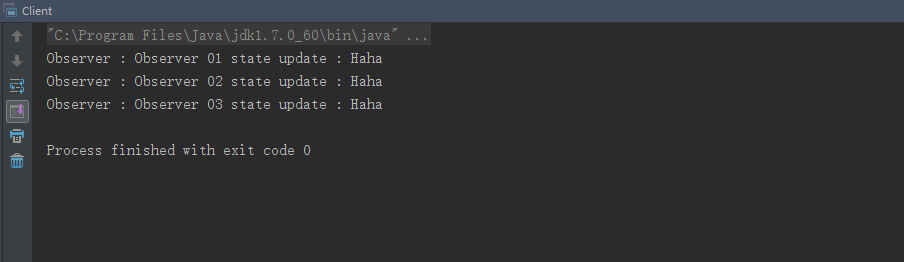 Client
"C:\Program Files\Java\jdk1.7.0_60\bin\java" ...
Observer : Observer 01 state update : Haha
Observer : Observer 02 state update : Haha
Observer : Observer 03 state update : Haha
Process finished with exit code 0